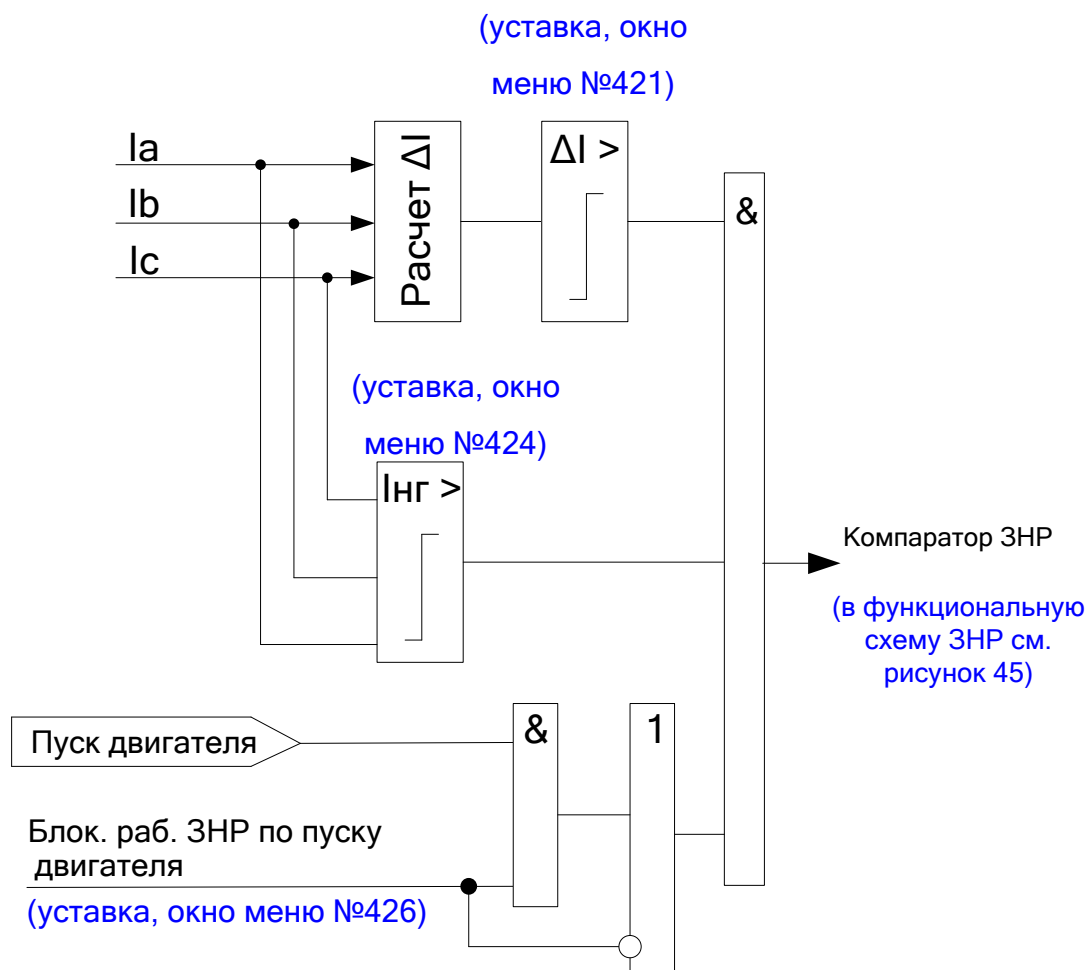 (уставка, окно
меню №421)
Ia
Ib
Ic
Расчет ΔI
ΔI >
&
(уставка, окно
меню №424)
Iнг >
Компаратор ЗНР
(в функциональную
схему ЗНР см.
рисунок 45)
Пуск двигателя
&
1
Блок. раб. ЗНР по пуску
двигателя
(уставка, окно меню №426)